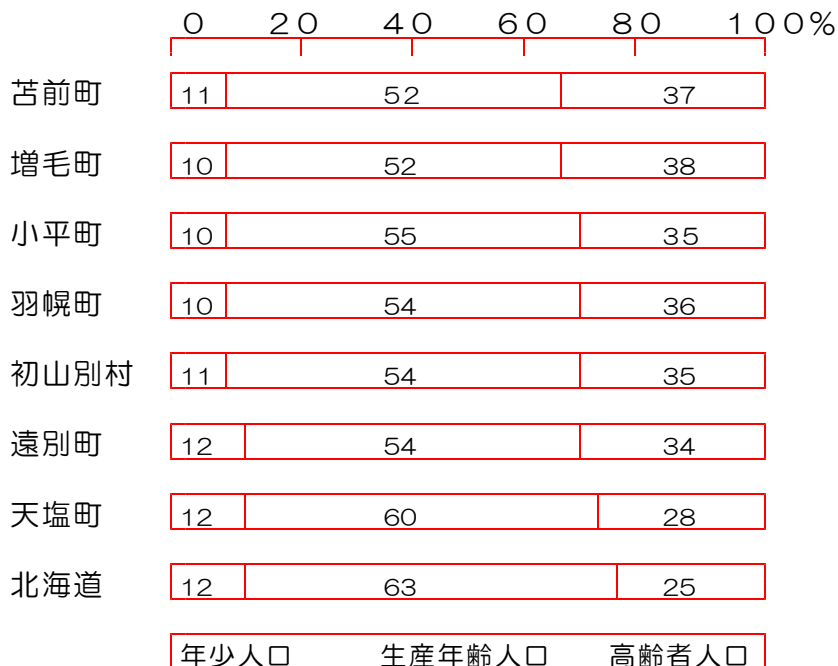 0 20 40 60 80 100%
苫前町 11 52 37
増毛町 10 52 38
小平町 10 55 35
羽幌町 10 54 36
初山別村 11 54 35
遠別町 12 54 34
天塩町 12 60 28
北海道 12 63 25
年少人口 生産年齢人口 高齢者人口